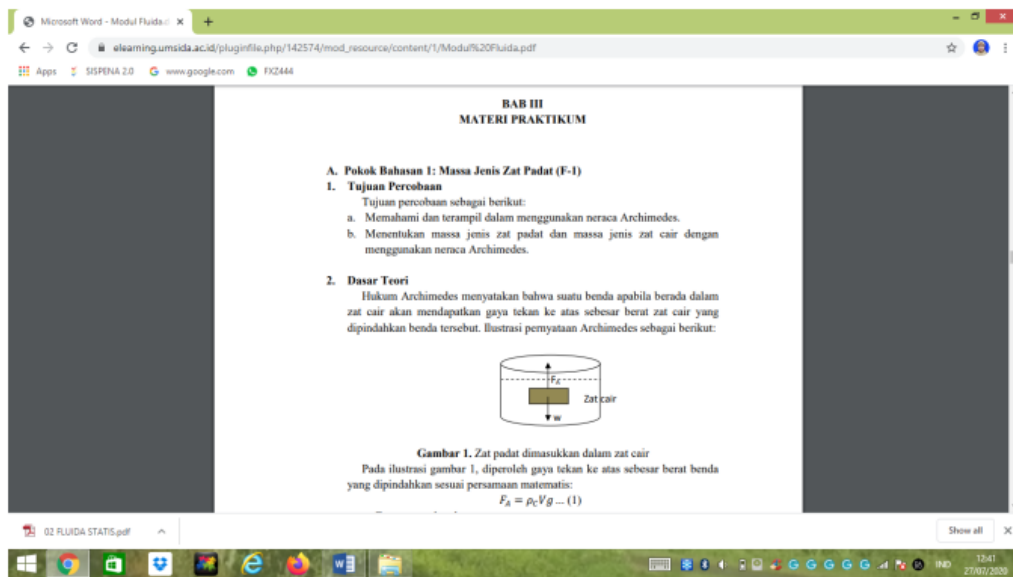 Microsoft Word - Modul Fluida.d
elearning.umsida.ac.id/pluginfile.php/142574/mod_resource/content/1/Modul%20Fluida.pdf
Apps SISPENA 2.0 www.google.com FXZ444
BAB III
MATERI PRAKTIKUM
A. Pokok Bahasan 1: Massa Jenis Zat Padat (F-1)
1. Tujuan Percobaan
Tujuan percobaan sebagai berikut:
a. Memahami dan terampil dalam menggunakan neraca Archimedes.
b. Menentukan massa jenis zat padat dan massa jenis zat cair dengan
menggunakan neraca Archimedes.
2. Dasar Teori
Hukum Archimedes menyatakan bahwa suatu benda apabila berada dalam
zat cair akan mendapatkan gaya tekan ke atas sebesar berat zat cair yang
dipindahkan benda tersebut. Ilustrasi pernyataan Archimedes sebagai berikut:
F_A
Zat cair
w
Gambar 1. Zat padat dimasukkan dalam zat cair
Pada ilustrasi gambar 1, diperoleh gaya tekan ke atas sebesar berat benda
yang dipindahkan sesuai persamaan matematis:
F_A = ρ_C V g ... (1)
02 FLUIDA STATIS.pdf
Show all
IND
12:41
27/07/2020